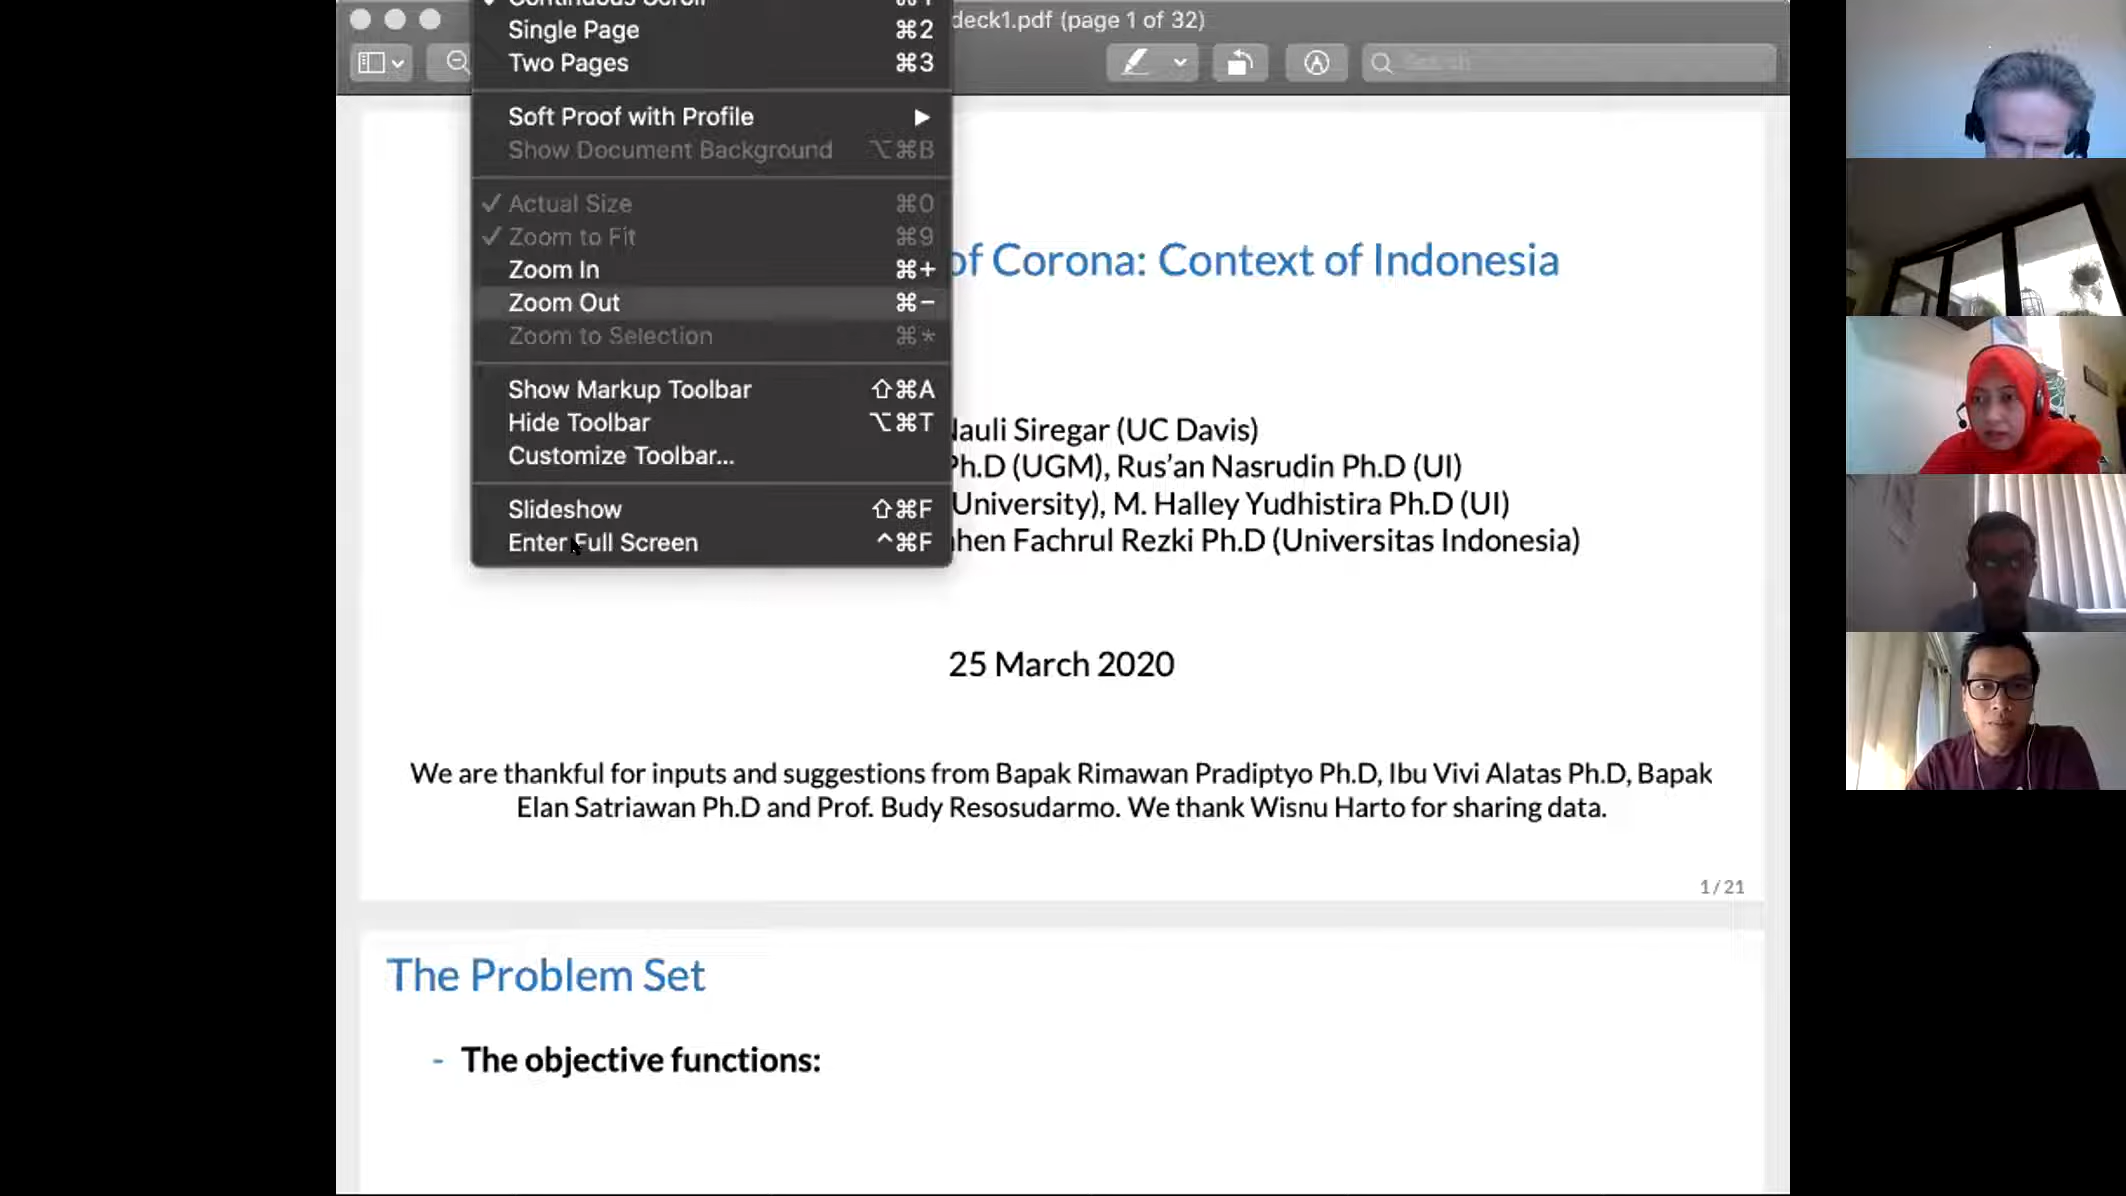 deck1.pdf (page 1 of 32)
Continuous Scroll ⌘1
Single Page ⌘2
Two Pages ⌘3
Search
Soft Proof with Profile ▶
Show Document Background ⌥⌘B
✓ Actual Size ⌘0
✓ Zoom to Fit ⌘9
Zoom In ⌘+
Zoom Out ⌘−
Zoom to Selection ⌘*
Show Markup Toolbar ⇧⌘A
Hide Toolbar ⌥⌘T
Customize Toolbar...
Slideshow ⇧⌘F
Enter Full Screen ^⌘F
of Corona: Context of Indonesia
Nauli Siregar (UC Davis)
Ph.D (UGM), Rus'an Nasrudin Ph.D (UI)
University), M. Halley Yudhistira Ph.D (UI)
Fachrul Rezki Ph.D (Universitas Indonesia)
25 March 2020
We are thankful for inputs and suggestions from Bapak Rimawan Pradiptyo Ph.D, Ibu Vivi Alatas Ph.D, Bapak
Elan Satriawan Ph.D and Prof. Budy Resosudarmo. We thank Wisnu Harto for sharing data.
1 / 21
The Problem Set
- The objective functions: